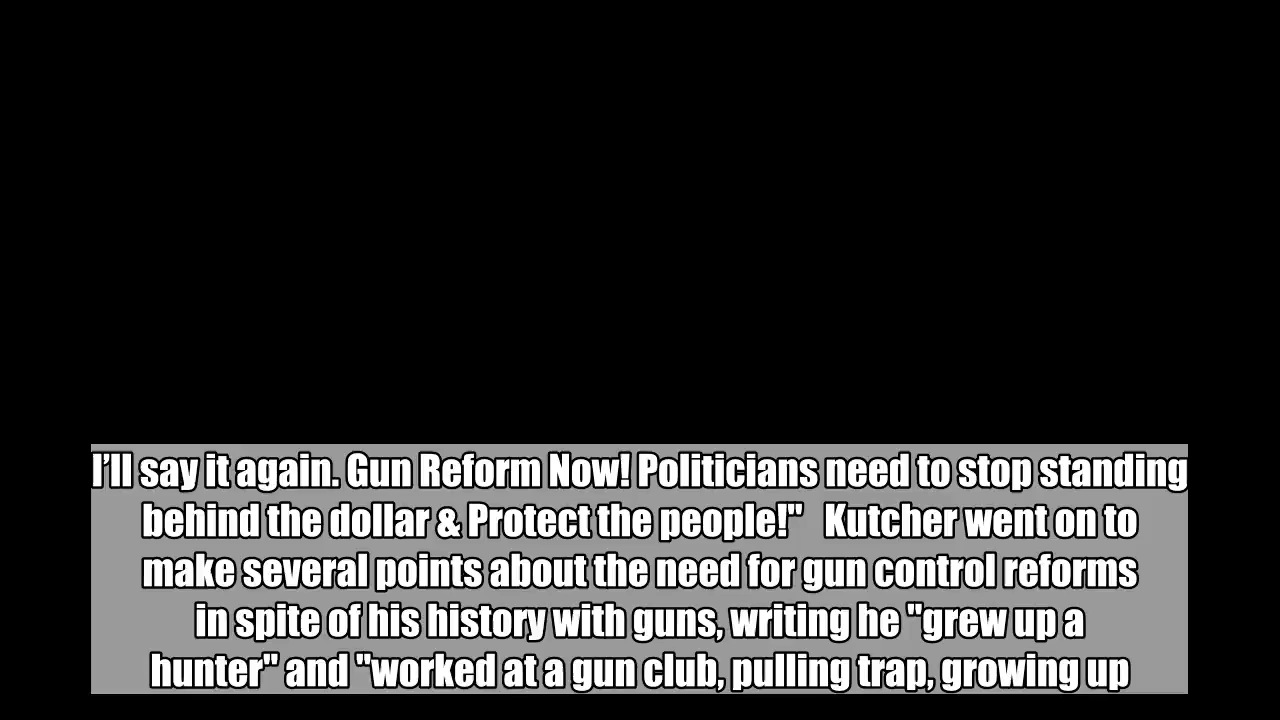 I’ll say it again. Gun Reform Now! Politicians need to stop standing
behind the dollar & Protect the people!"   Kutcher went on to
make several points about the need for gun control reforms
in spite of his history with guns, writing he "grew up a
hunter" and "worked at a gun club, pulling trap, growing up